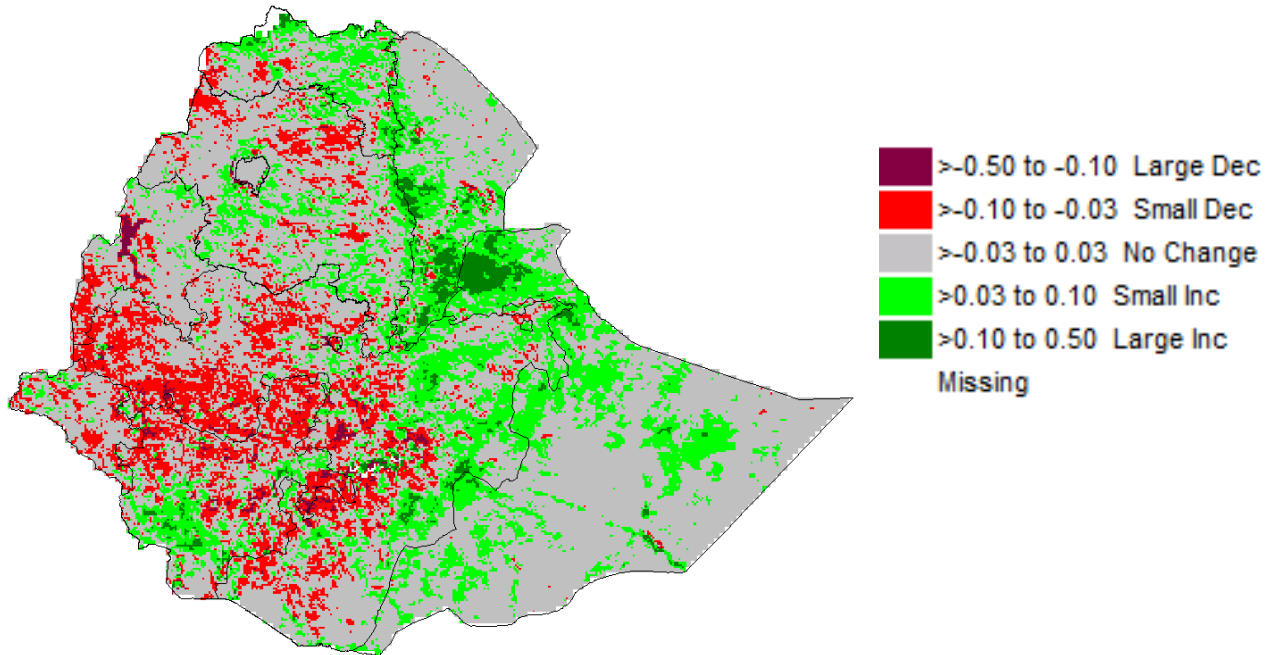 >-0.50 to -0.10  Large Dec
>-0.10 to -0.03  Small Dec
>-0.03 to 0.03  No Change
>0.03 to 0.10  Small Inc
>0.10 to 0.50  Large Inc
Missing